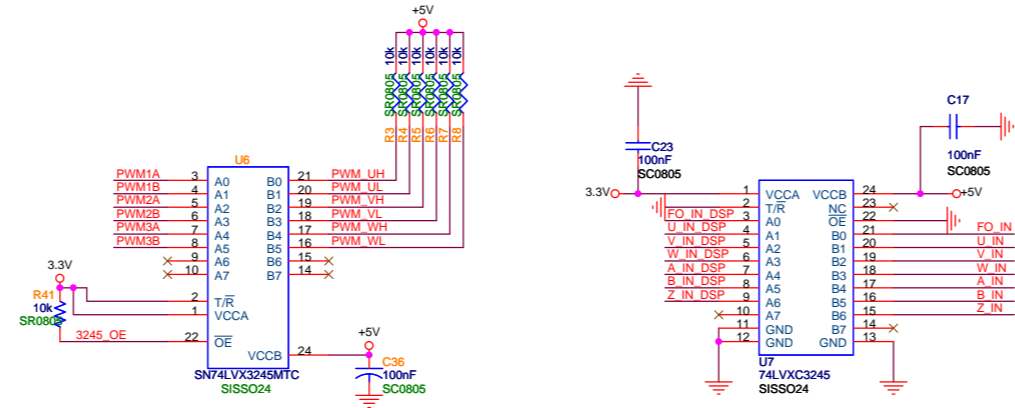 +5V
10k 10k 10k 10k 10k 10k
SR0805 SR0805 SR0805 SR0805 SR0805 SR0805
R3 R4 R5 R6 R7 R8
U6
PWM1A 3 A0 B0 21 PWM_UH
PWM1B 4 A1 B1 20 PWM_UL
PWM2A 5 A2 B2 19 PWM_VH
PWM2B 6 A3 B3 18 PWM_VL
PWM3A 7 A4 B4 17 PWM_WH
PWM3B 8 A5 B5 16 PWM_WL
9 A6 B6 15
10 A7 B7 14
3.3V
R41
10k
SR0805
2 T/R
1 VCCA
3245_OE 22 OE
VCCB 24
+5V
C36
100nF
SC0805
SN74LVX3245MTC
SISSO24
C23
100nF
SC0805
C17
100nF
SC0805
3.3V
+5V
1 VCCA VCCB 24
2 T/R NC 23
FO_IN_DSP 3 A0 OE 22
U_IN_DSP 4 A1 B0 21 FO_IN
V_IN_DSP 5 A2 B1 20 U_IN
W_IN_DSP 6 A3 B2 19 V_IN
A_IN_DSP 7 A4 B3 18 W_IN
B_IN_DSP 8 A5 B4 17 A_IN
Z_IN_DSP 9 A6 B5 16 B_IN
10 A7 B6 15 Z_IN
11 GND B7 14
12 GND GND 13
U7
74LVXC3245
SISSO24